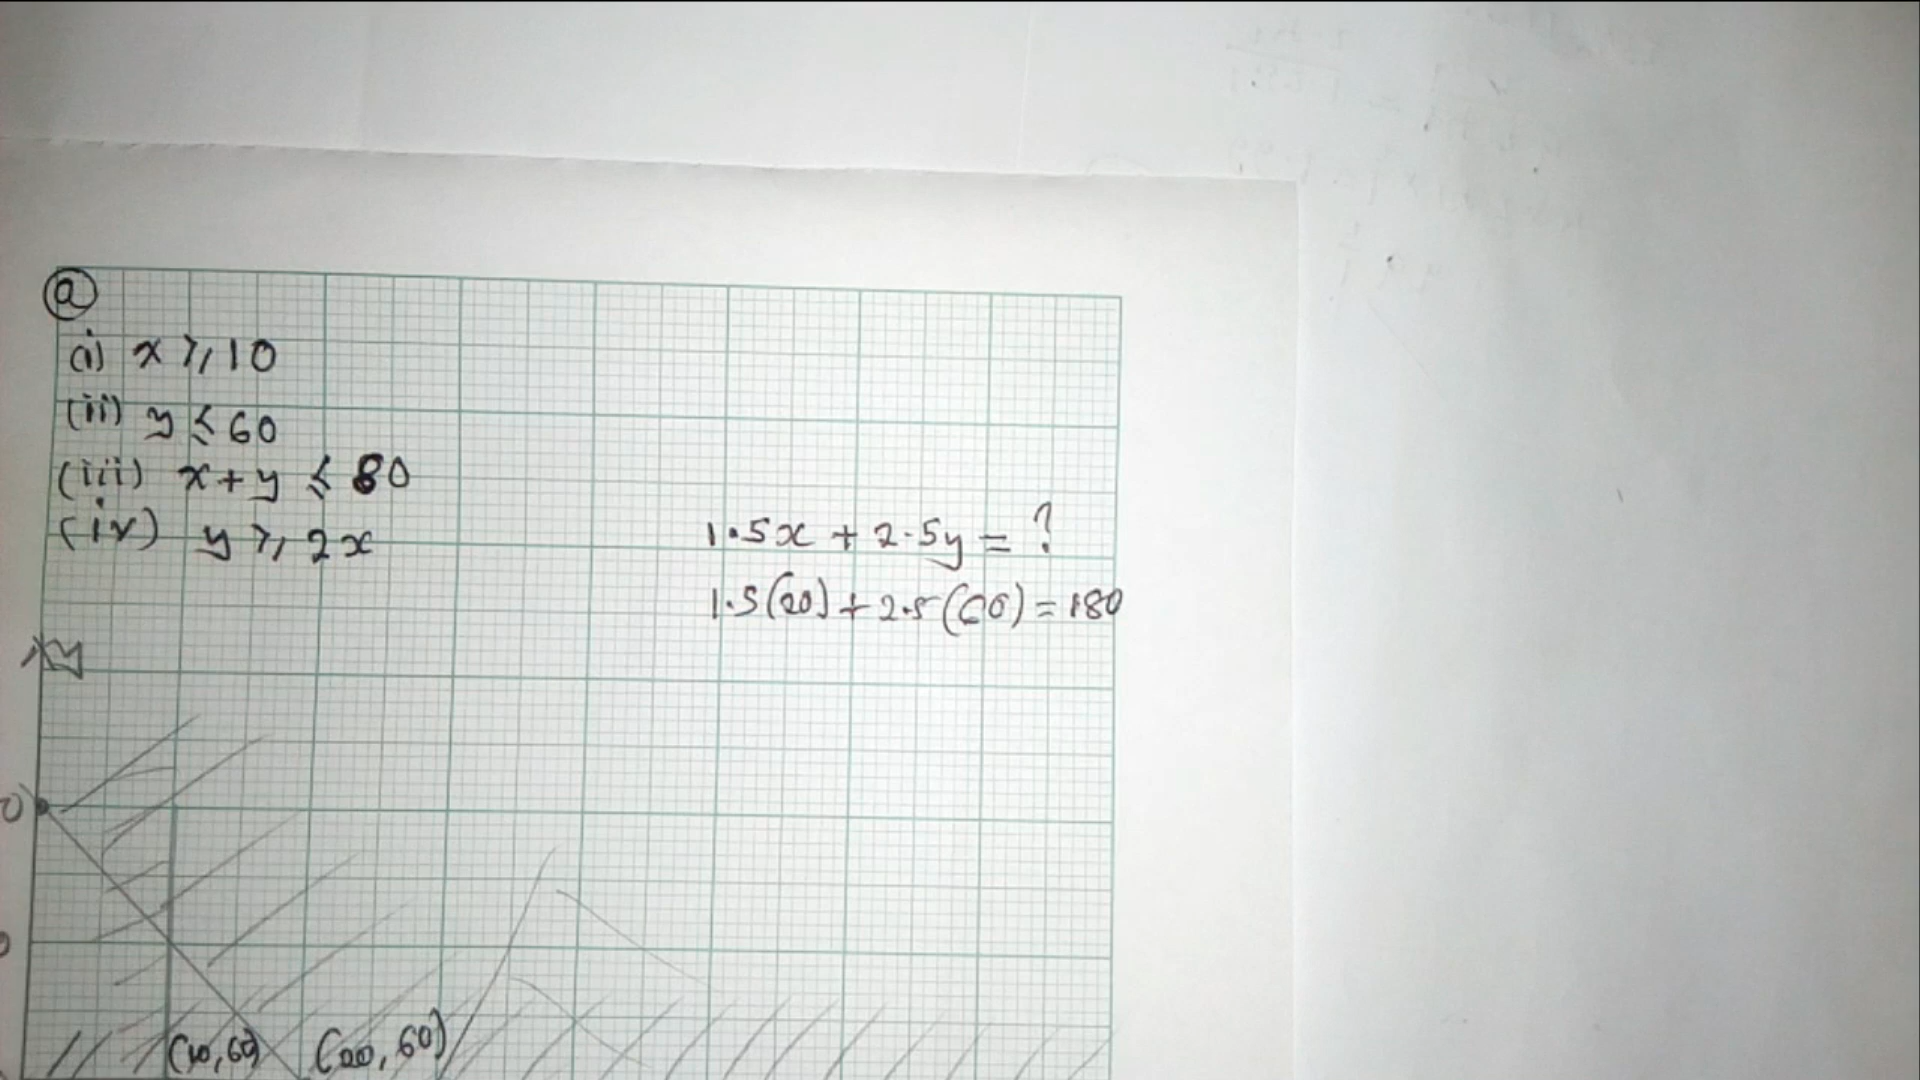 a
(i) x ≥ 10
(ii) y ≤ 60
(iii) x + y ≤ 80
(iv) y ≥ 2x
1.5x + 2.5y = ?
1.5(20) + 2.5(60) = 180
y
(10,60) (20,60)